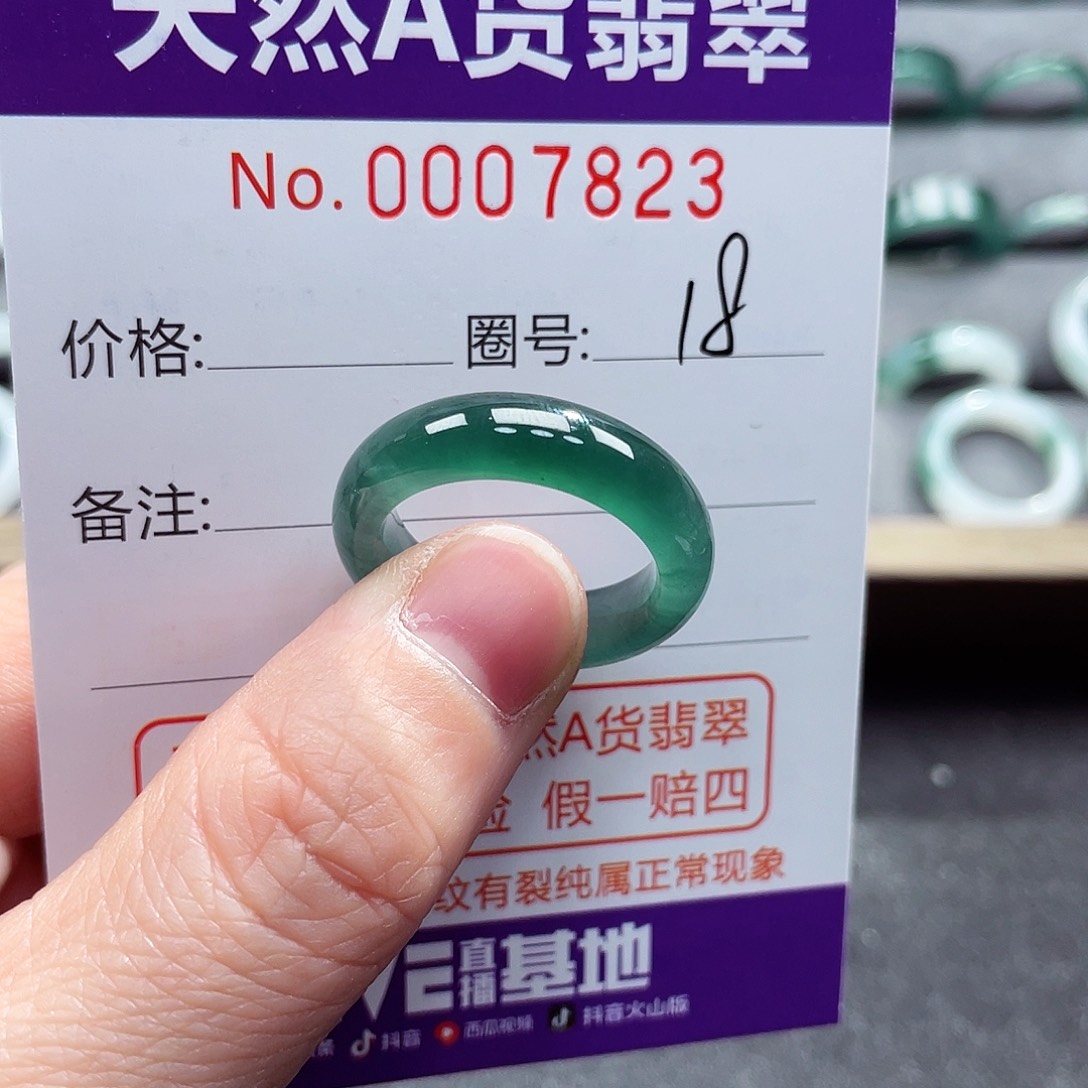 天然A货翡翠
No. 0007823
价格: 圈号: 18
备注:
然A货翡翠
假一赔四
纹有裂纯属正常现象
VE直播基地
抖音 西瓜视频 抖音火山版